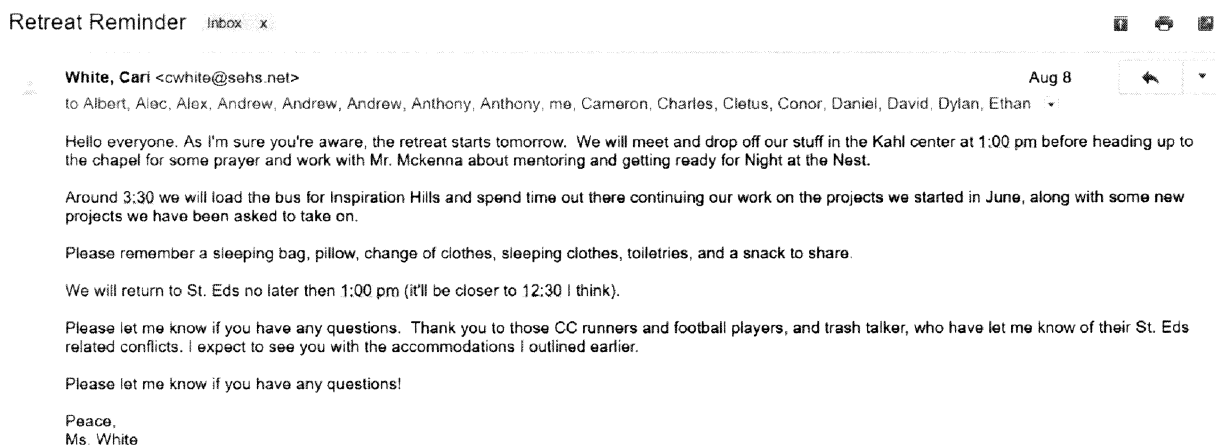 Retreat Reminder Inbox x
White, Cari <cwhite@sehs.net> Aug 8
to Albert, Alec, Alex, Andrew, Andrew, Andrew, Anthony, Anthony, me, Cameron, Charles, Cletus, Conor, Daniel, David, Dylan, Ethan
Hello everyone. As I'm sure you're aware, the retreat starts tomorrow. We will meet and drop off our stuff in the Kahl center at 1:00 pm before heading up to
the chapel for some prayer and work with Mr. Mckenna about mentoring and getting ready for Night at the Nest.
Around 3:30 we will load the bus for Inspiration Hills and spend time out there continuing our work on the projects we started in June, along with some new
projects we have been asked to take on.
Please remember a sleeping bag, pillow, change of clothes, sleeping clothes, toiletries, and a snack to share.
We will return to St. Eds no later then 1:00 pm (it'll be closer to 12:30 I think).
Please let me know if you have any questions. Thank you to those CC runners and football players, and trash talker, who have let me know of their St. Eds
related conflicts. I expect to see you with the accommodations I outlined earlier.
Please let me know if you have any questions!
Peace,
Ms. White